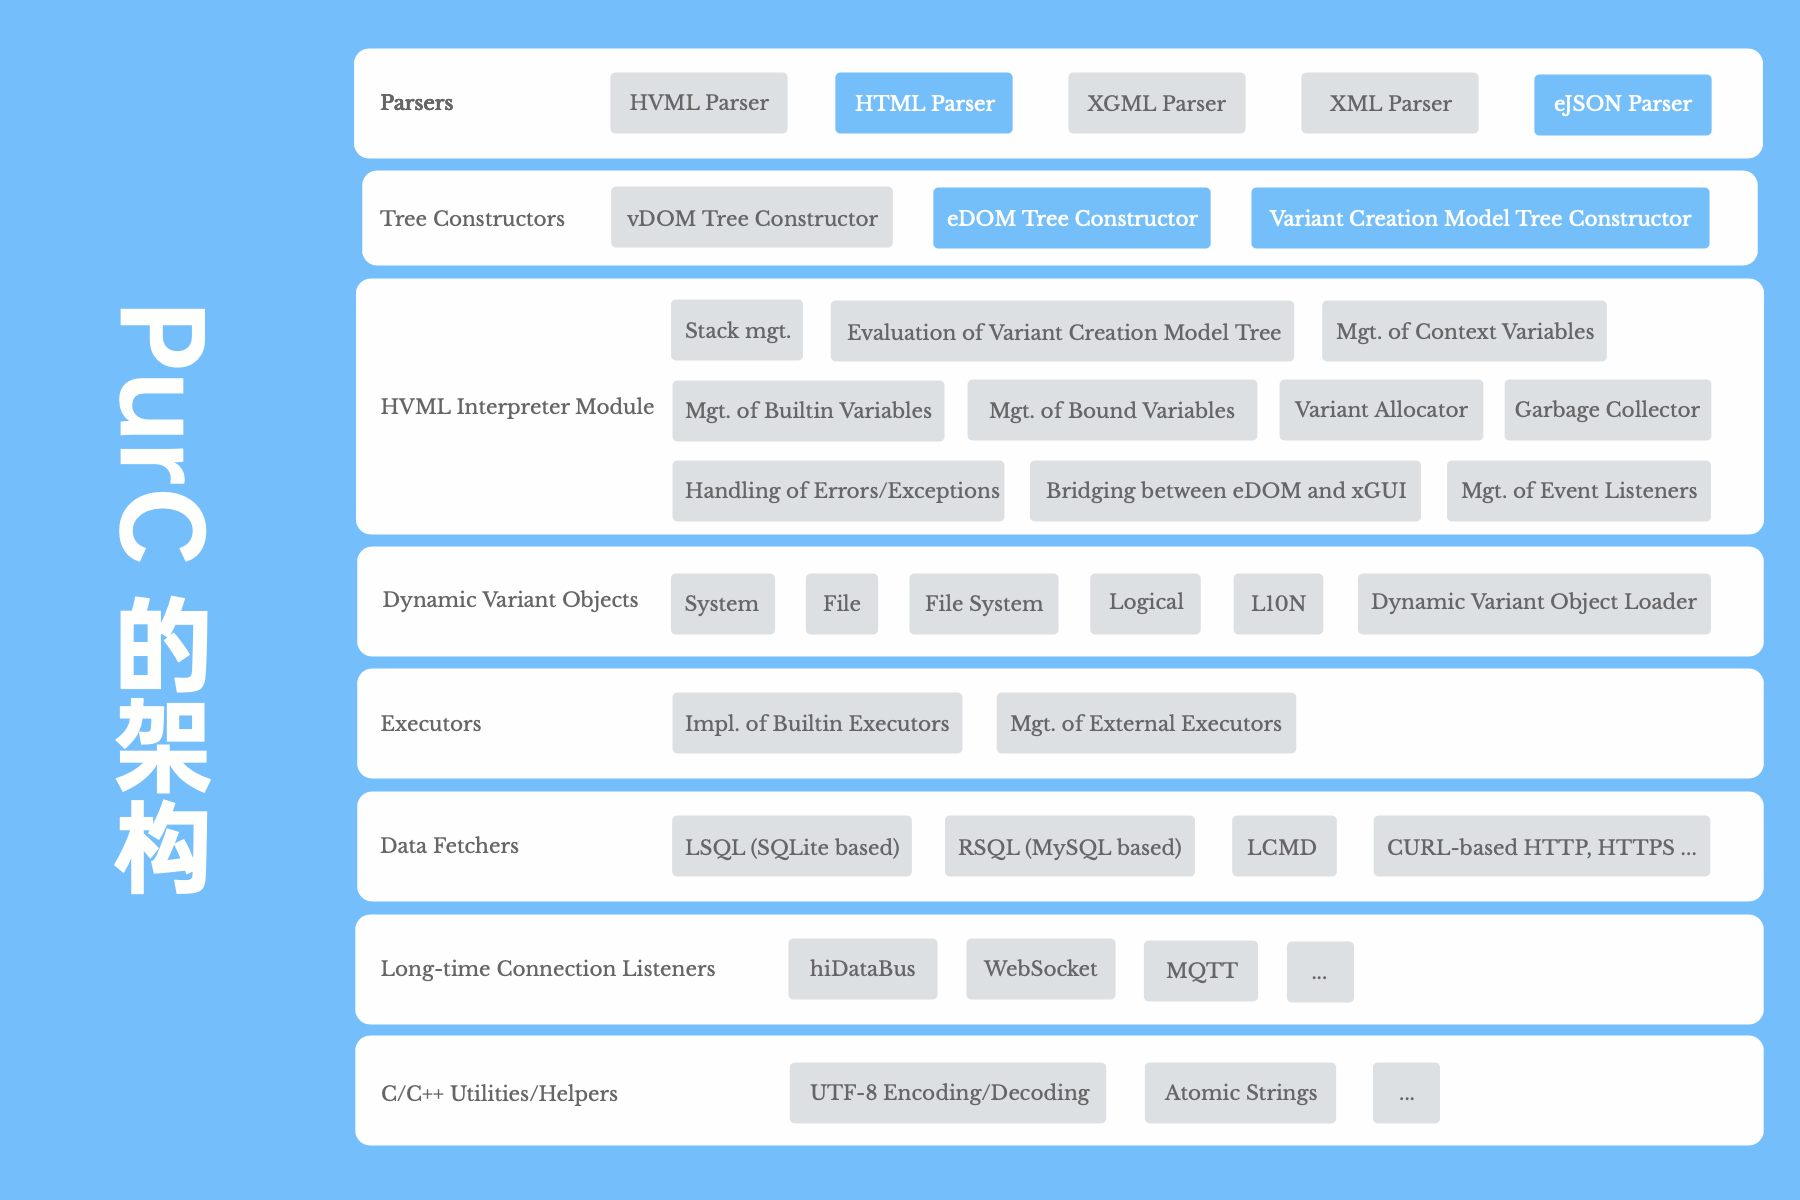 PurC 的架构
Parsers
HVML Parser
HTML Parser
XGML Parser
XML Parser
eJSON Parser
Tree Constructors
vDOM Tree Constructor
eDOM Tree Constructor
Variant Creation Model Tree Constructor
HVML Interpreter Module
Stack mgt.
Evaluation of Variant Creation Model Tree
Mgt. of Context Variables
Mgt. of Builtin Variables
Mgt. of Bound Variables
Variant Allocator
Garbage Collector
Handling of Errors/Exceptions
Bridging between eDOM and xGUI
Mgt. of Event Listeners
Dynamic Variant Objects
System
File
File System
Logical
L10N
Dynamic Variant Object Loader
Executors
Impl. of Builtin Executors
Mgt. of External Executors
Data Fetchers
LSQL (SQLite based)
RSQL (MySQL based)
LCMD
CURL-based HTTP, HTTPS ...
Long-time Connection Listeners
hiDataBus
WebSocket
MQTT
...
C/C++ Utilities/Helpers
UTF-8 Encoding/Decoding
Atomic Strings
...